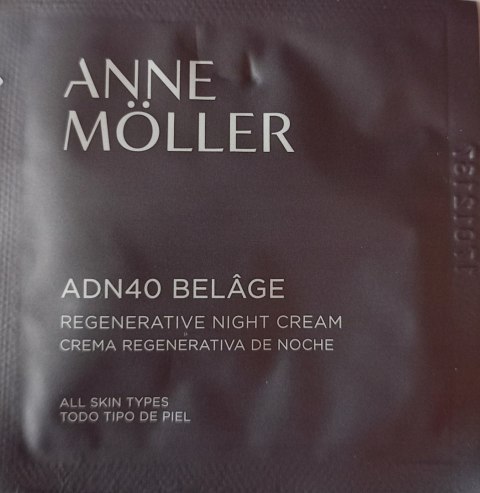 ANNE
MÖLLER
ADN40 BELÂGE
REGENERATIVE NIGHT CREAM
CREMA REGENERATIVA DE NOCHE
ALL SKIN TYPES
TODO TIPO DE PIEL